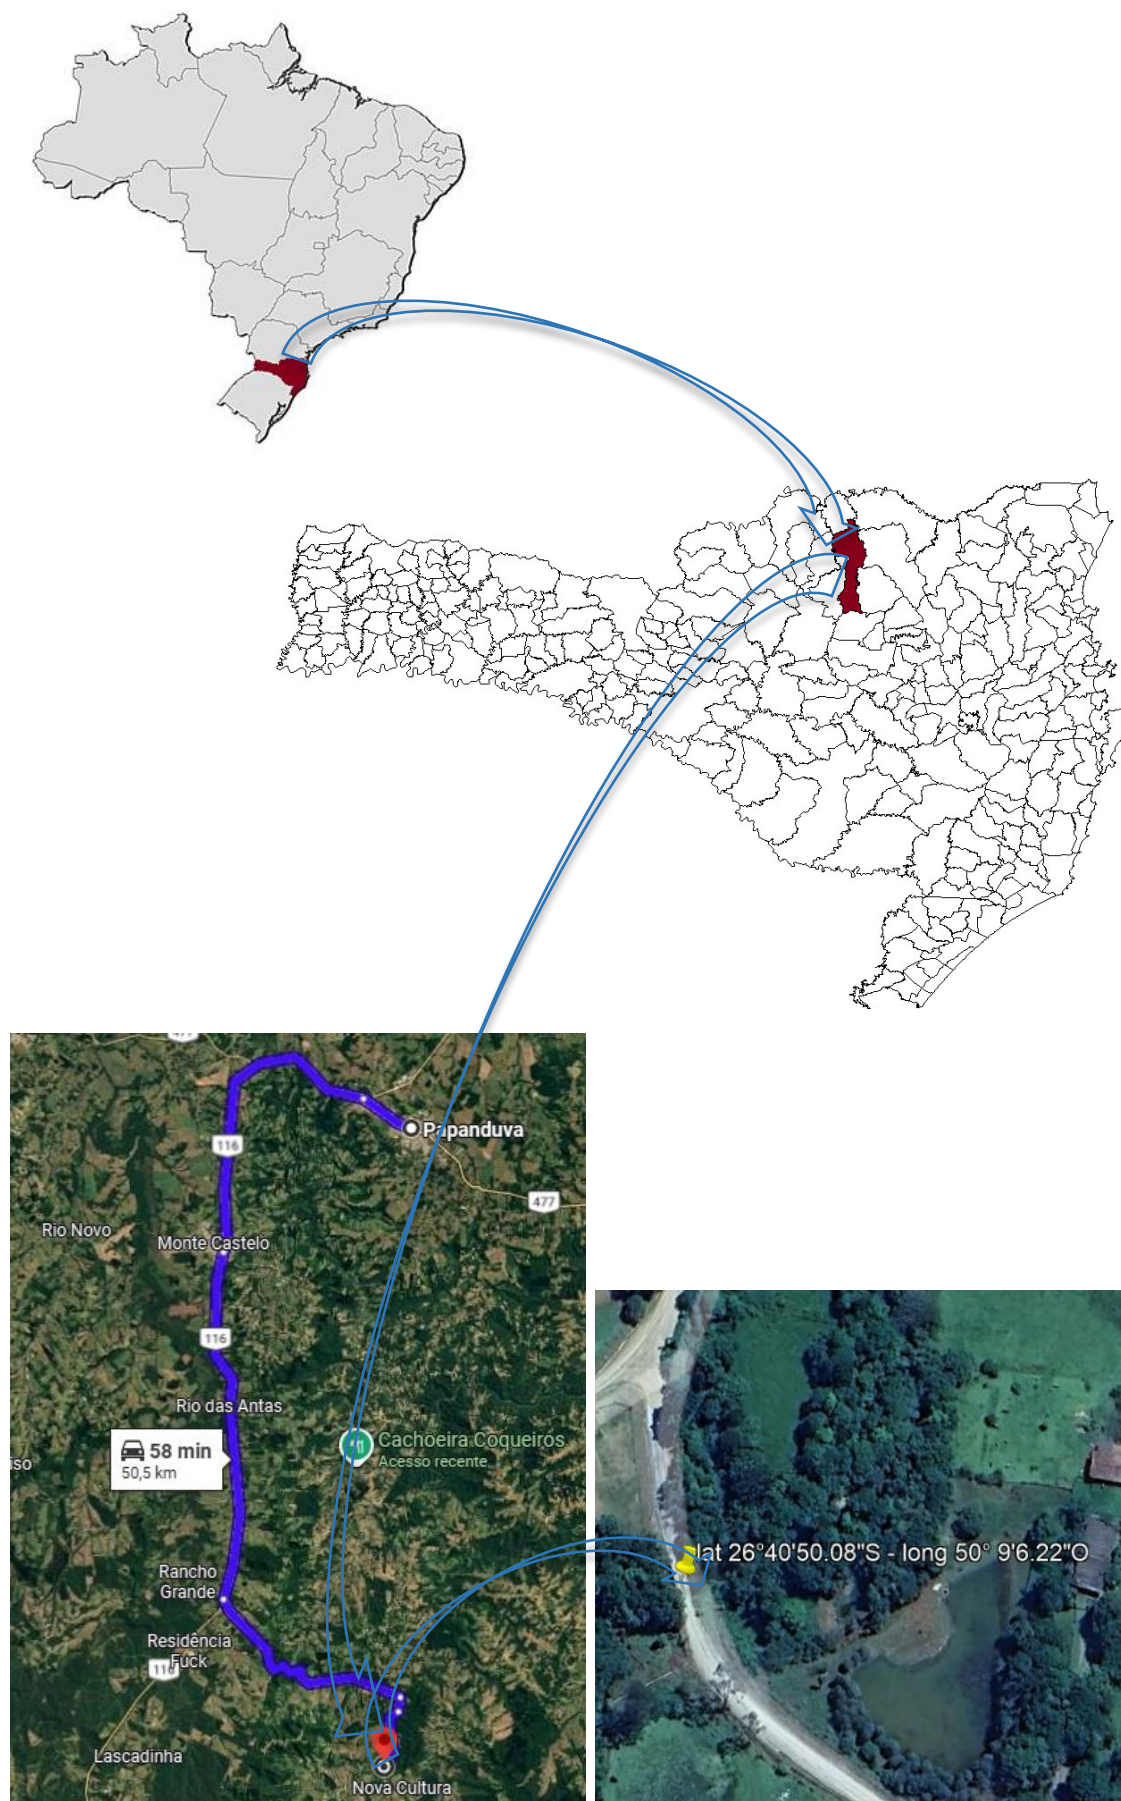 Papanduva
116
477
Rio Novo
Monte Castelo
116
Rio das Antas
58 min
50,5 km
Cachoeira Coqueiros
Acesso recente
Rancho
Grande
Residência
Fuck
116
Lascadinha
Nova Cultura
lat 26°40'50.08"S - long 50° 9'6.22"O